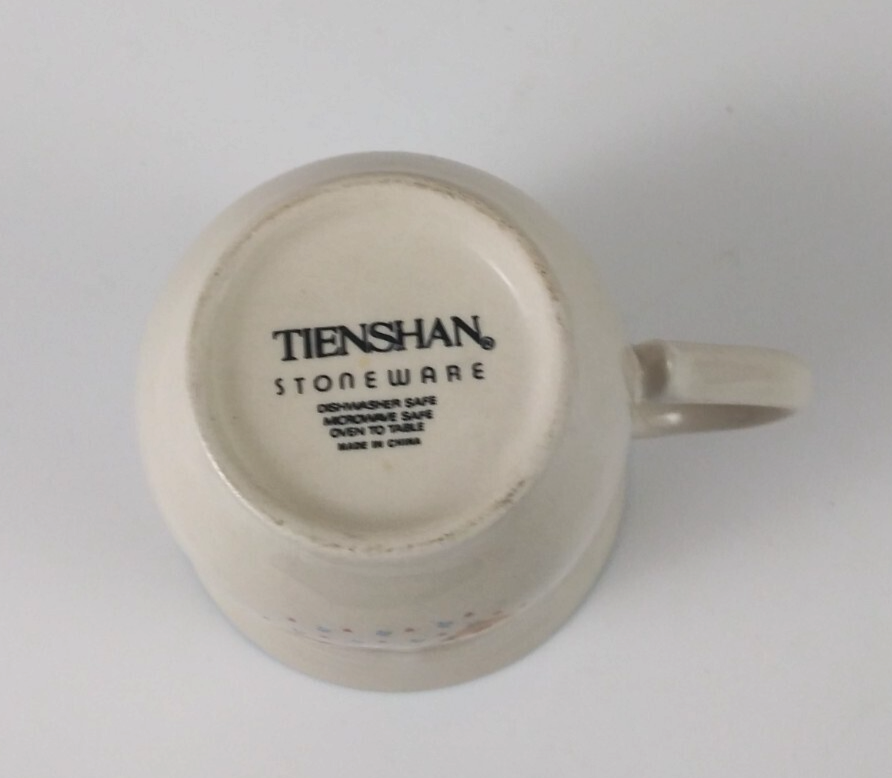 TIENSHAN®
STONEWARE
DISHWASHER SAFE
MICROWAVE SAFE
OVEN TO TABLE
MADE IN CHINA